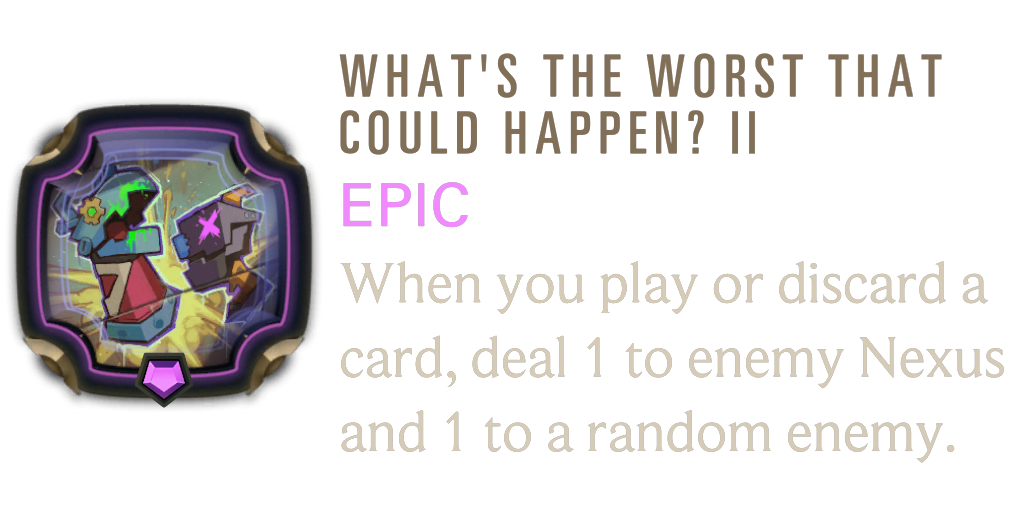 WHAT'S THE WORST THAT
COULD HAPPEN? II
EPIC
When you play or discard a
card, deal 1 to enemy Nexus
and 1 to a random enemy.